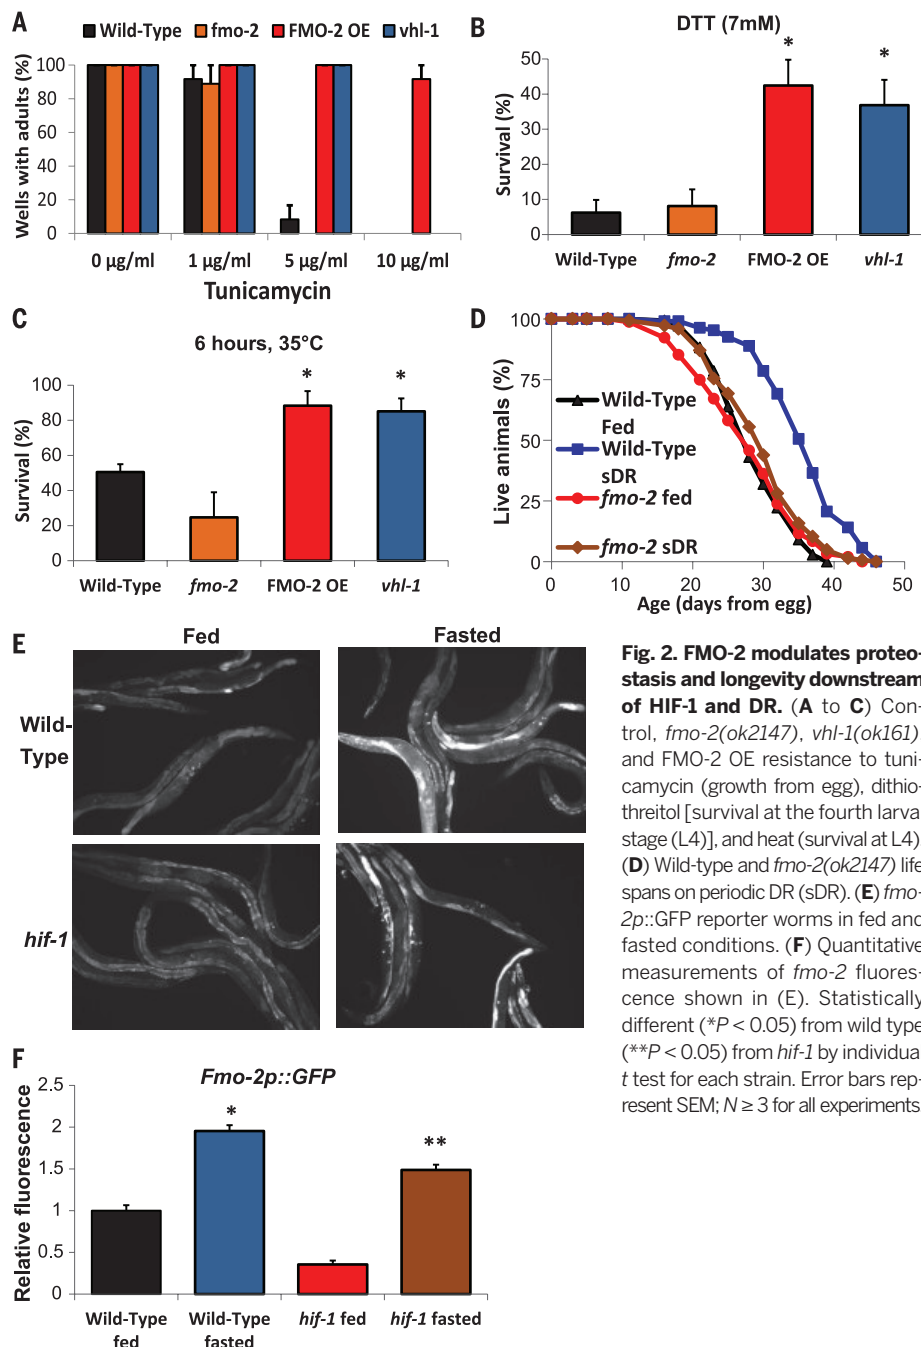 A
Wild-Type fmo-2 FMO-2 OE vhl-1
Wells with adults (%)
100
80
60
40
20
0
0 µg/ml 1 µg/ml 5 µg/ml 10 µg/ml
Tunicamycin
B
DTT (7mM)
Survival (%)
50
40
30
20
10
0
* *
Wild-Type fmo-2 FMO-2 OE vhl-1
C
6 hours, 35°C
Survival (%)
100
80
60
40
20
0
* *
Wild-Type fmo-2 FMO-2 OE vhl-1
D
Live animals (%)
100
75
50
25
0
Wild-Type
Fed
Wild-Type
sDR
fmo-2 fed
fmo-2 sDR
0 10 20 30 40 50
Age (days from egg)
E
Fed Fasted
Wild-
Type
hif-1
Fig. 2. FMO-2 modulates proteo-
stasis and longevity downstream
of HIF-1 and DR. (A to C) Con-
trol, fmo-2(ok2147), vhl-1(ok161)
and FMO-2 OE resistance to tuni-
camycin (growth from egg), dithio-
threitol [survival at the fourth larva
stage (L4)], and heat (survival at L4)
(D) Wild-type and fmo-2(ok2147) life
spans on periodic DR (sDR). (E) fmo-
2p::GFP reporter worms in fed and
fasted conditions. (F) Quantitative
measurements of fmo-2 fluores-
cence shown in (E). Statistically
different (*P < 0.05) from wild type
(**P < 0.05) from hif-1 by individua
t test for each strain. Error bars rep-
resent SEM; N ≥ 3 for all experiments
F
Fmo-2p::GFP
Relative fluorescence
2.5
2
1.5
1
0.5
0
* **
Wild-Type
fed
Wild-Type
fasted
hif-1 fed
hif-1 fasted